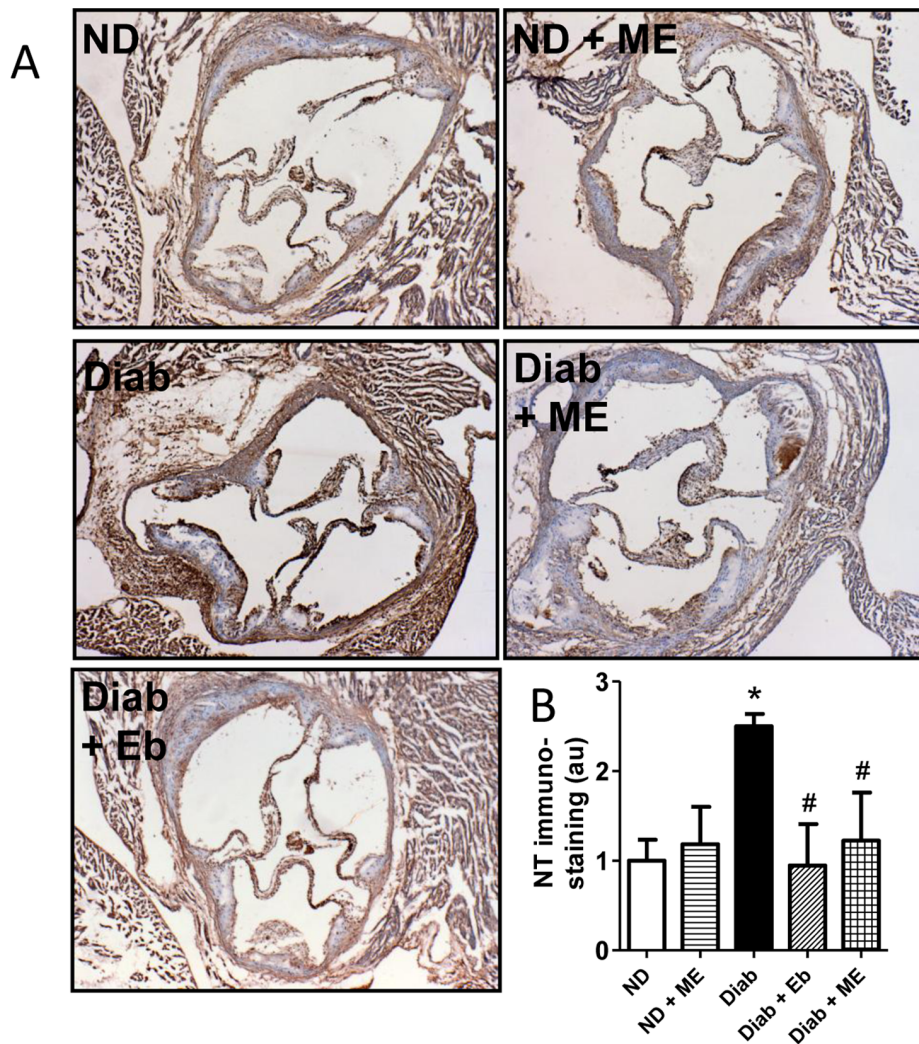 A
ND
ND + ME
Diab
Diab
+ ME
Diab
+ Eb
B
NT immuno-
staining (au)
3
2
1
0
*
#
#
ND
ND + ME
Diab
Diab + Eb
Diab + ME